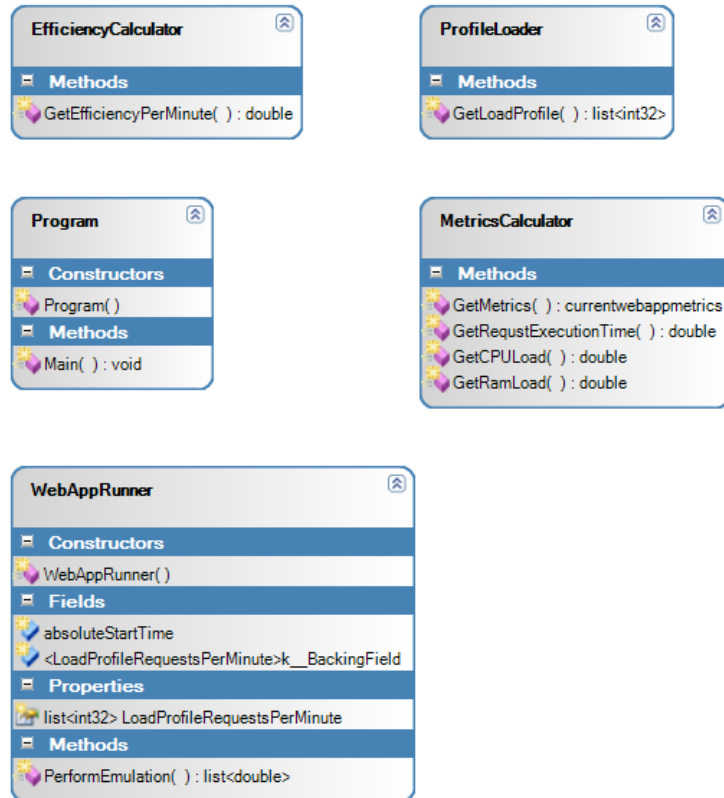 EfficiencyCalculator
Methods
GetEfficiencyPerMinute( ) : double
ProfileLoader
Methods
GetLoadProfile( ) : list<int32>
Program
Constructors
Program( )
Methods
Main( ) : void
MetricsCalculator
Methods
GetMetrics( ) : currentwebappmetrics
GetRequstExecutionTime( ) : double
GetCPULoad( ) : double
GetRamLoad( ) : double
WebAppRunner
Constructors
WebAppRunner( )
Fields
absoluteStartTime
<LoadProfileRequestsPerMinute>k__BackingField
Properties
list<int32> LoadProfileRequestsPerMinute
Methods
PerformEmulation( ) : list<double>